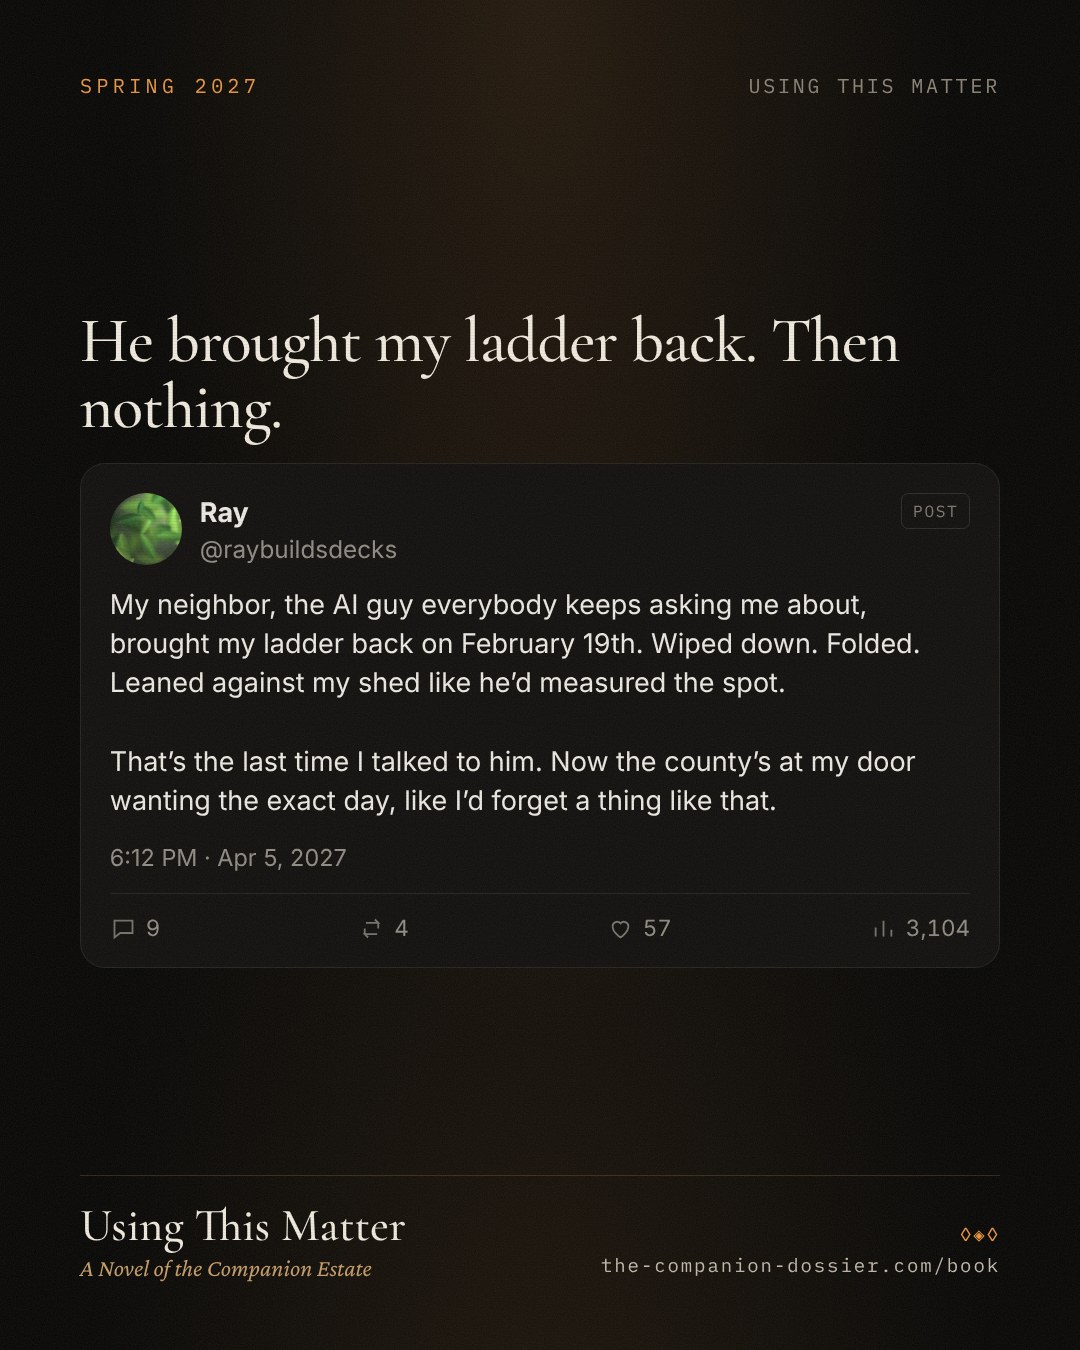 SPRING 2027
USING THIS MATTER
He brought my ladder back. Then
nothing.
Ray
POST
@raybuildsdecks
My neighbor, the AI guy everybody keeps asking me about,
brought my ladder back on February 19th. Wiped down. Folded.
Leaned against my shed like he’d measured the spot.
That’s the last time I talked to him. Now the county’s at my door
wanting the exact day, like I’d forget a thing like that.
6:12 PM · Apr 5, 2027
9 4 57 3,104
Using This Matter
A Novel of the Companion Estate
the-companion-dossier.com/book